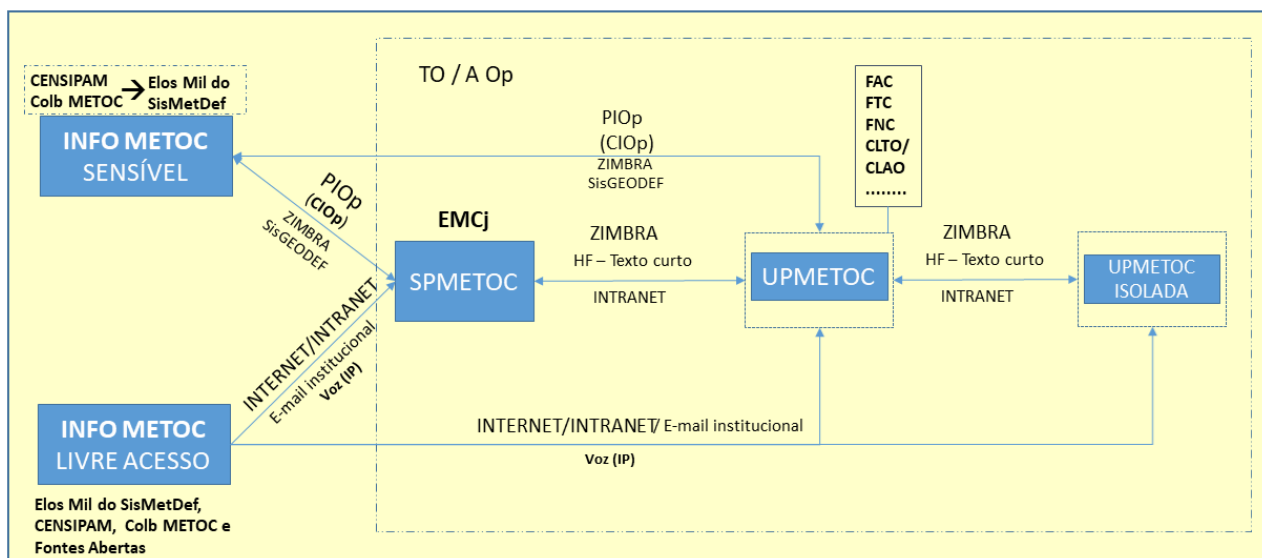 CENSIPAM
Colb METOC → Elos Mil do
SisMetDef
INFO METOC
SENSÍVEL
TO / A Op
PIOp
(CIOp)
ZIMBRA
SisGEODEF
FAC
FTC
FNC
CLTO/
CLAO
........
PIOp
(CIOp)
ZIMBRA
SisGEODEF
EMCj
SPMETOC
ZIMBRA
HF – Texto curto
INTRANET
UPMETOC
ZIMBRA
HF – Texto curto
INTRANET
UPMETOC
ISOLADA
INTERNET/INTRANET
E-mail institucional
Voz (IP)
INFO METOC
LIVRE ACESSO
INTERNET/INTRANET/ E-mail institucional
Voz (IP)
Elos Mil do SisMetDef,
CENSIPAM, Colb METOC e
Fontes Abertas